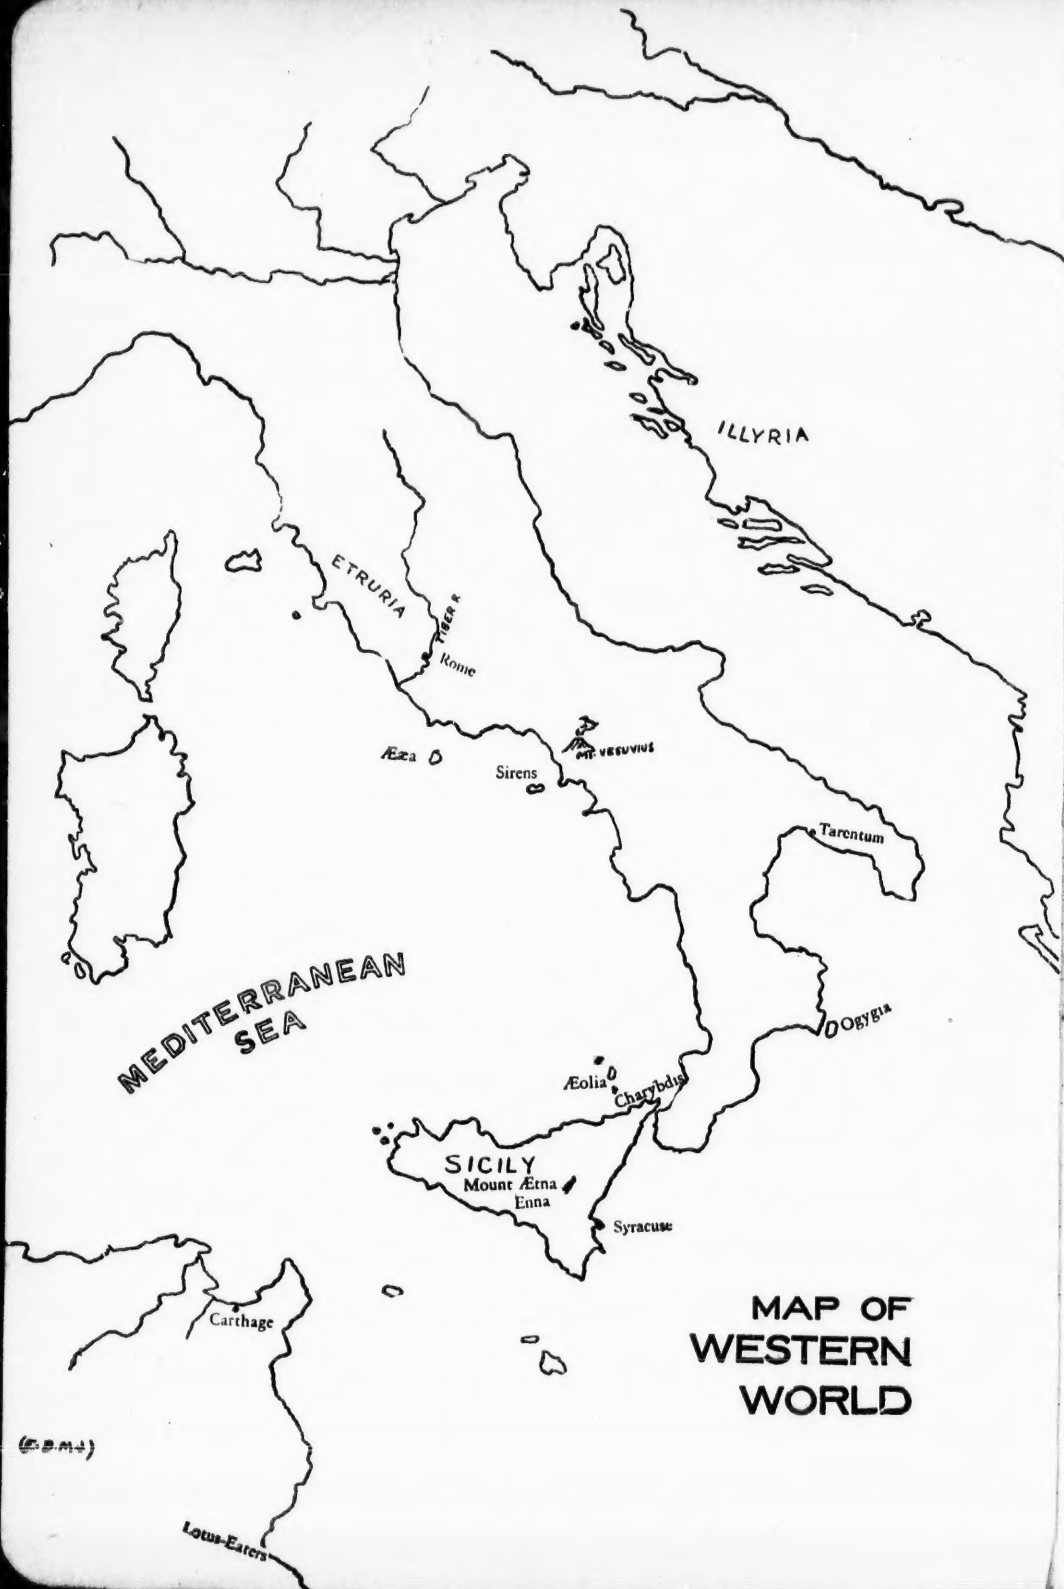 ILLYRIA
ETRURIA
TIBER R
Rome
Ææa
MT. VESUVIUS
Sirens
Tarentum
MEDITERRANEAN
SEA
Ogygia
Æolia
Charybdis
SICILY
Mount Ætna
Enna
Syracuse
Carthage
MAP OF
WESTERN
WORLD
Lotus-Eaters